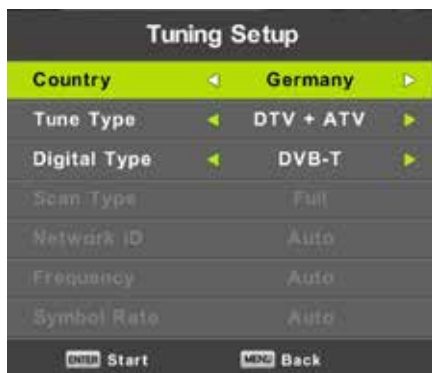 Tuning Setup
Country Germany
Tune Type DTV + ATV
Digital Type DVB-T
Scan Type Full
Network ID Auto
Frequency Auto
Symbol Rate Auto
ENTER Start MENU Back